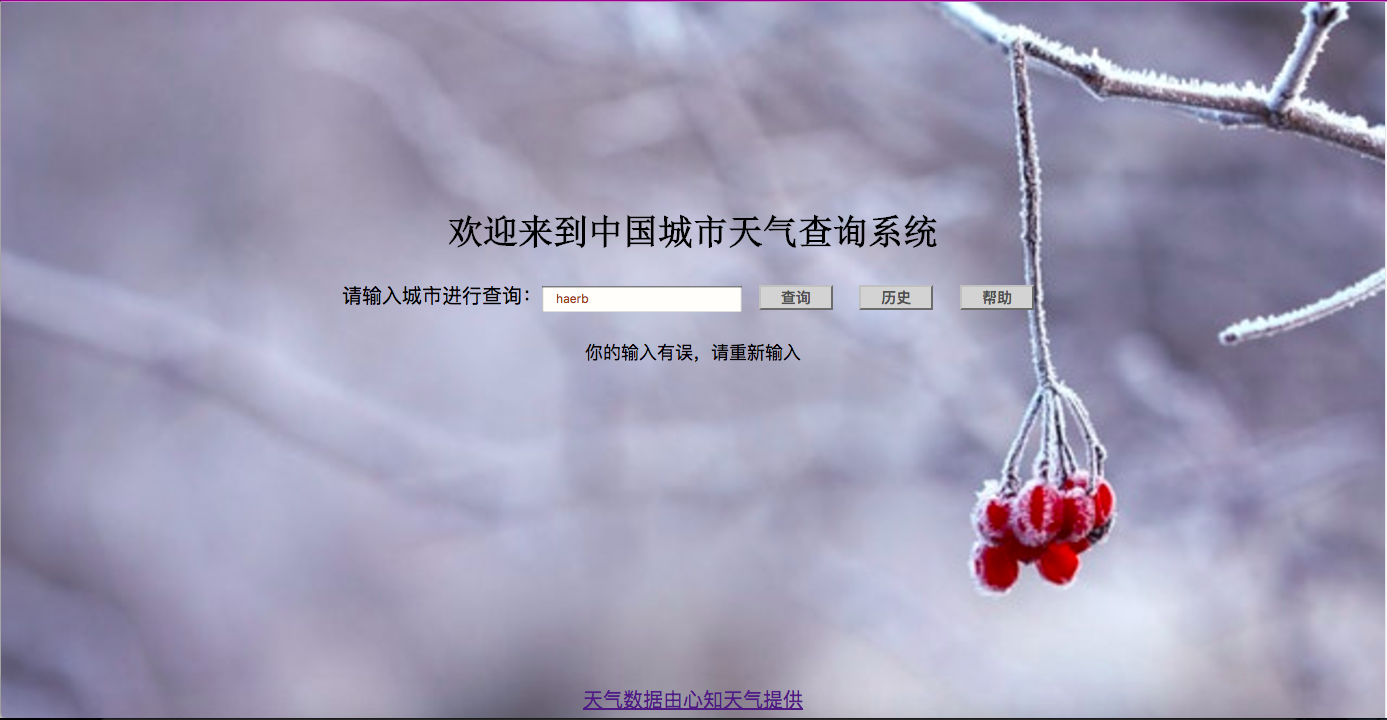 欢迎来到中国城市天气查询系统
请输入城市进行查询： haerb 查询 历史 帮助
你的输入有误，请重新输入
天气数据由心知天气提供